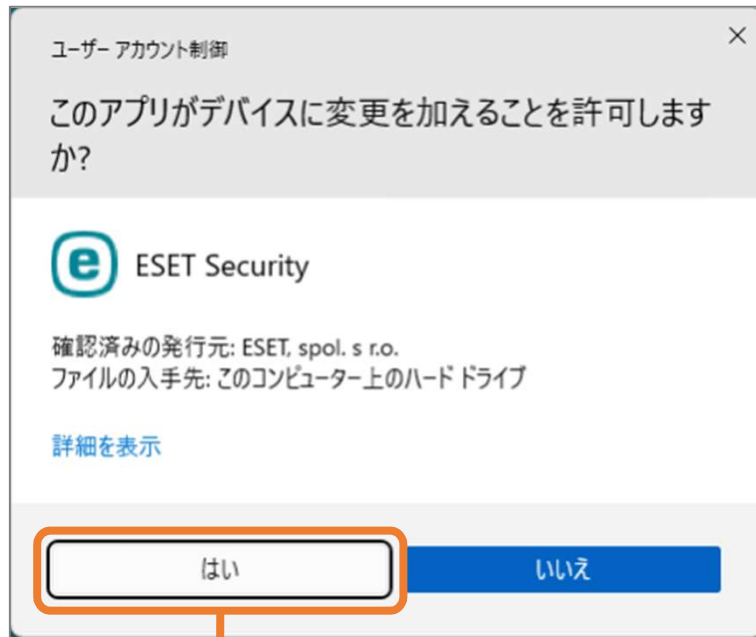 ユーザー アカウント制御
このアプリがデバイスに変更を加えることを許可します
か?
e
ESET Security
確認済みの発行元: ESET, spol. s r.o.
ファイルの入手先: このコンピューター上のハード ドライブ
詳細を表示
はい
いいえ